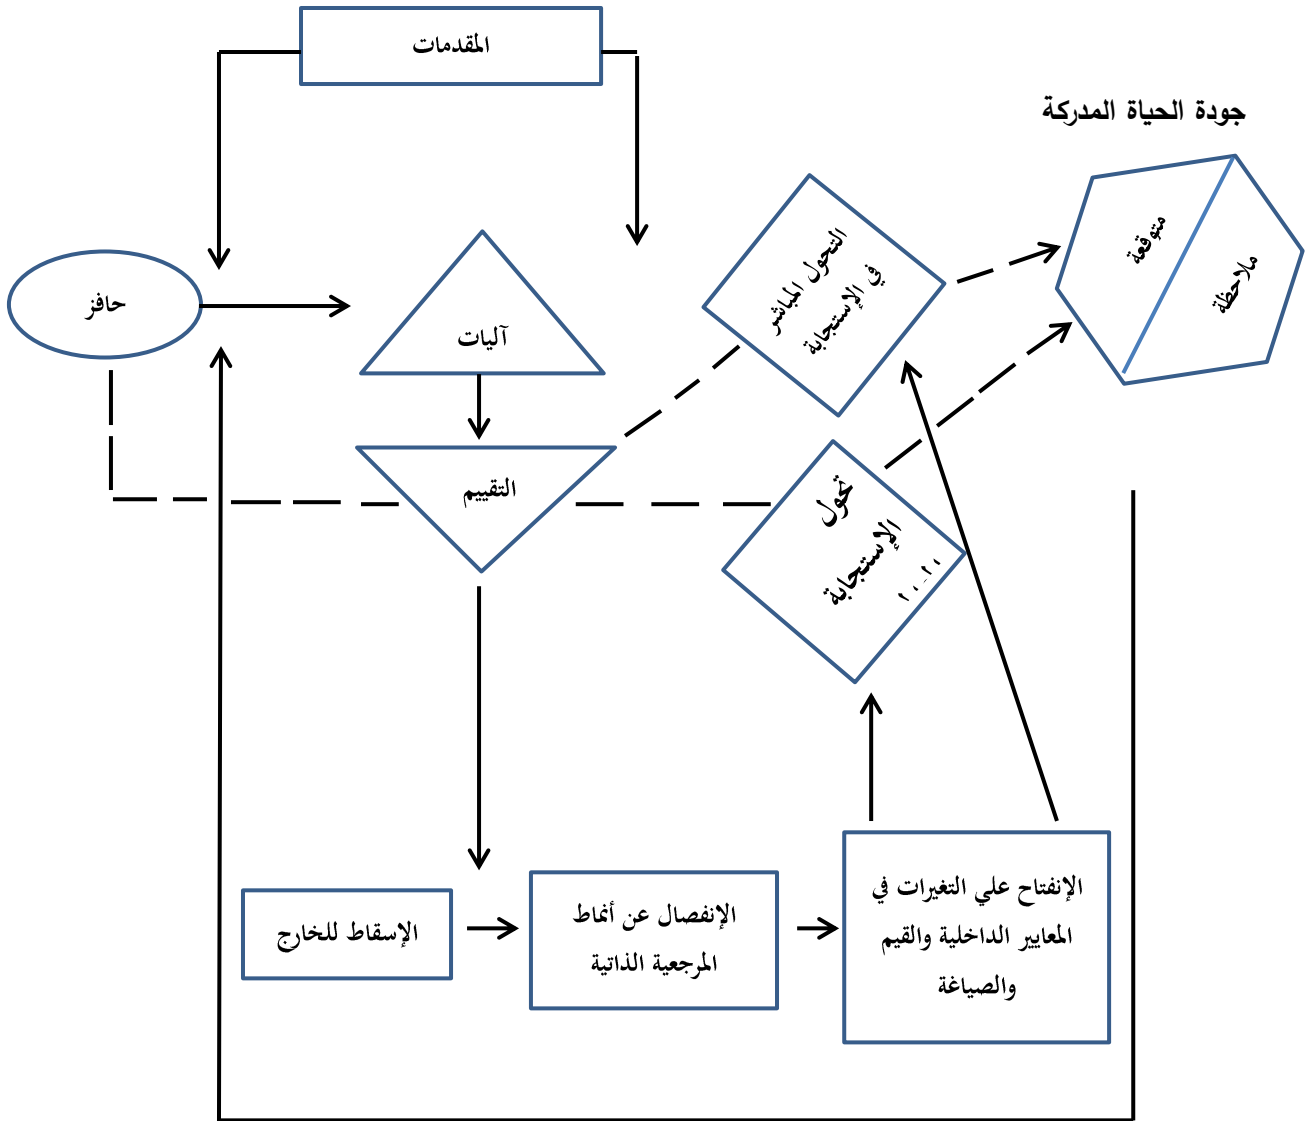 المقدمات
جودة الحياة المدركة
متوقعة
ملاحظة
التحول المباشر
في الإستجابة
حافز
آليات
التقييم
تحول
الإستجابة
الإنفتاح علي التغيرات في
المعايير الداخلية والقيم
والصياغة
الإنفصال عن أنماط
المرجعية الذاتية
الإسقاط للخارج